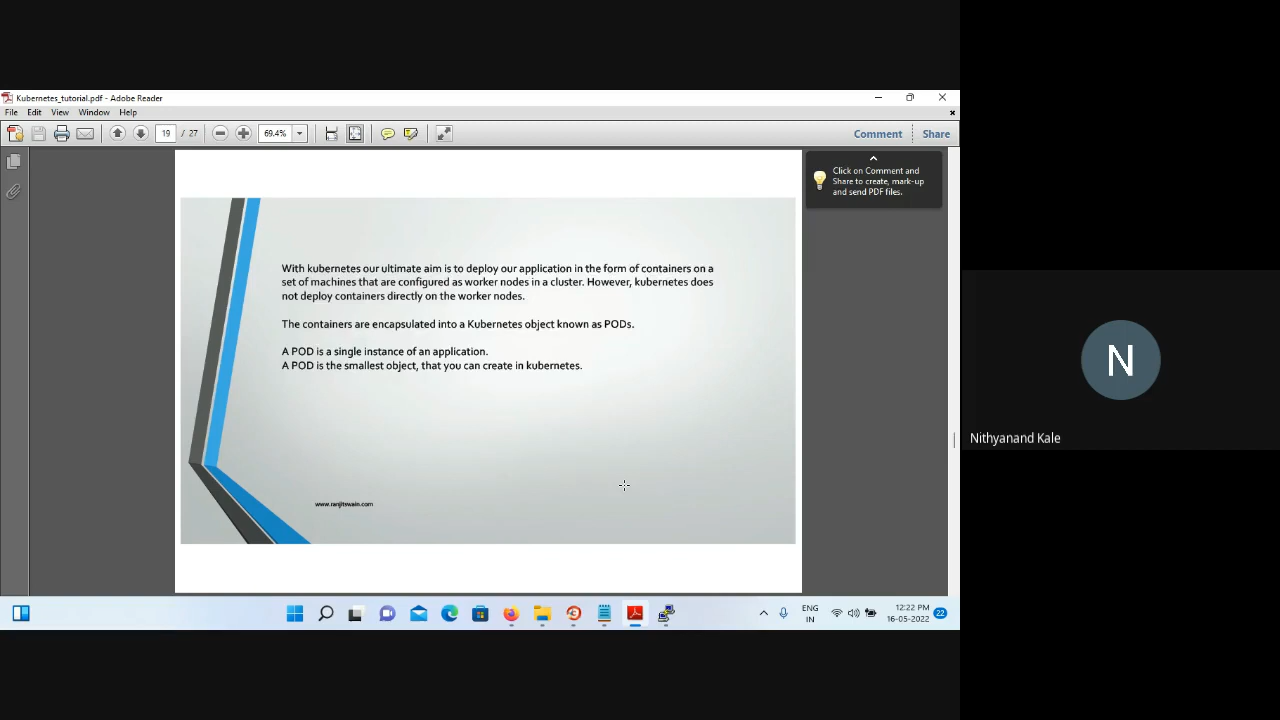 Kubernetes_tutorial.pdf - Adobe Reader
File Edit View Window Help
19 / 27 69.4% Comment Share
Click on Comment and
Share to create, mark-up
and send PDF files.
With kubernetes our ultimate aim is to deploy our application in the form of containers on a
set of machines that are configured as worker nodes in a cluster. However, kubernetes does
not deploy containers directly on the worker nodes.
The containers are encapsulated into a Kubernetes object known as PODs.
A POD is a single instance of an application.
A POD is the smallest object, that you can create in kubernetes.
www.ranjitswain.com
N
Nithyanand Kale
ENG
IN
12:22 PM
16-05-2022
22